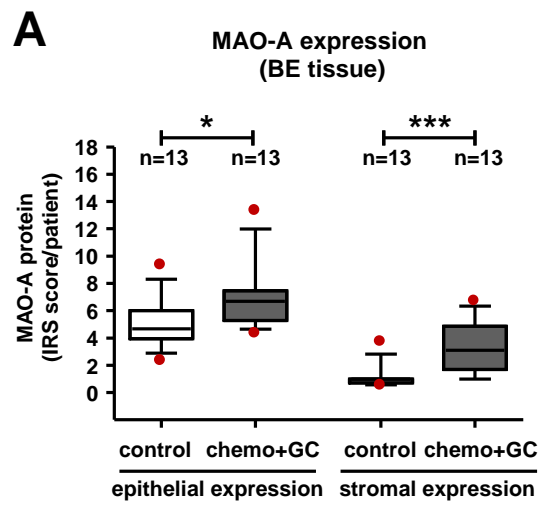 A
MAO-A expression
(BE tissue)
* ***
n=13 n=13 n=13 n=13
MAO-A protein
(IRS score/patient)
18
16
14
12
10
8
6
4
2
0
control chemo+GC control chemo+GC
epithelial expression stromal expression